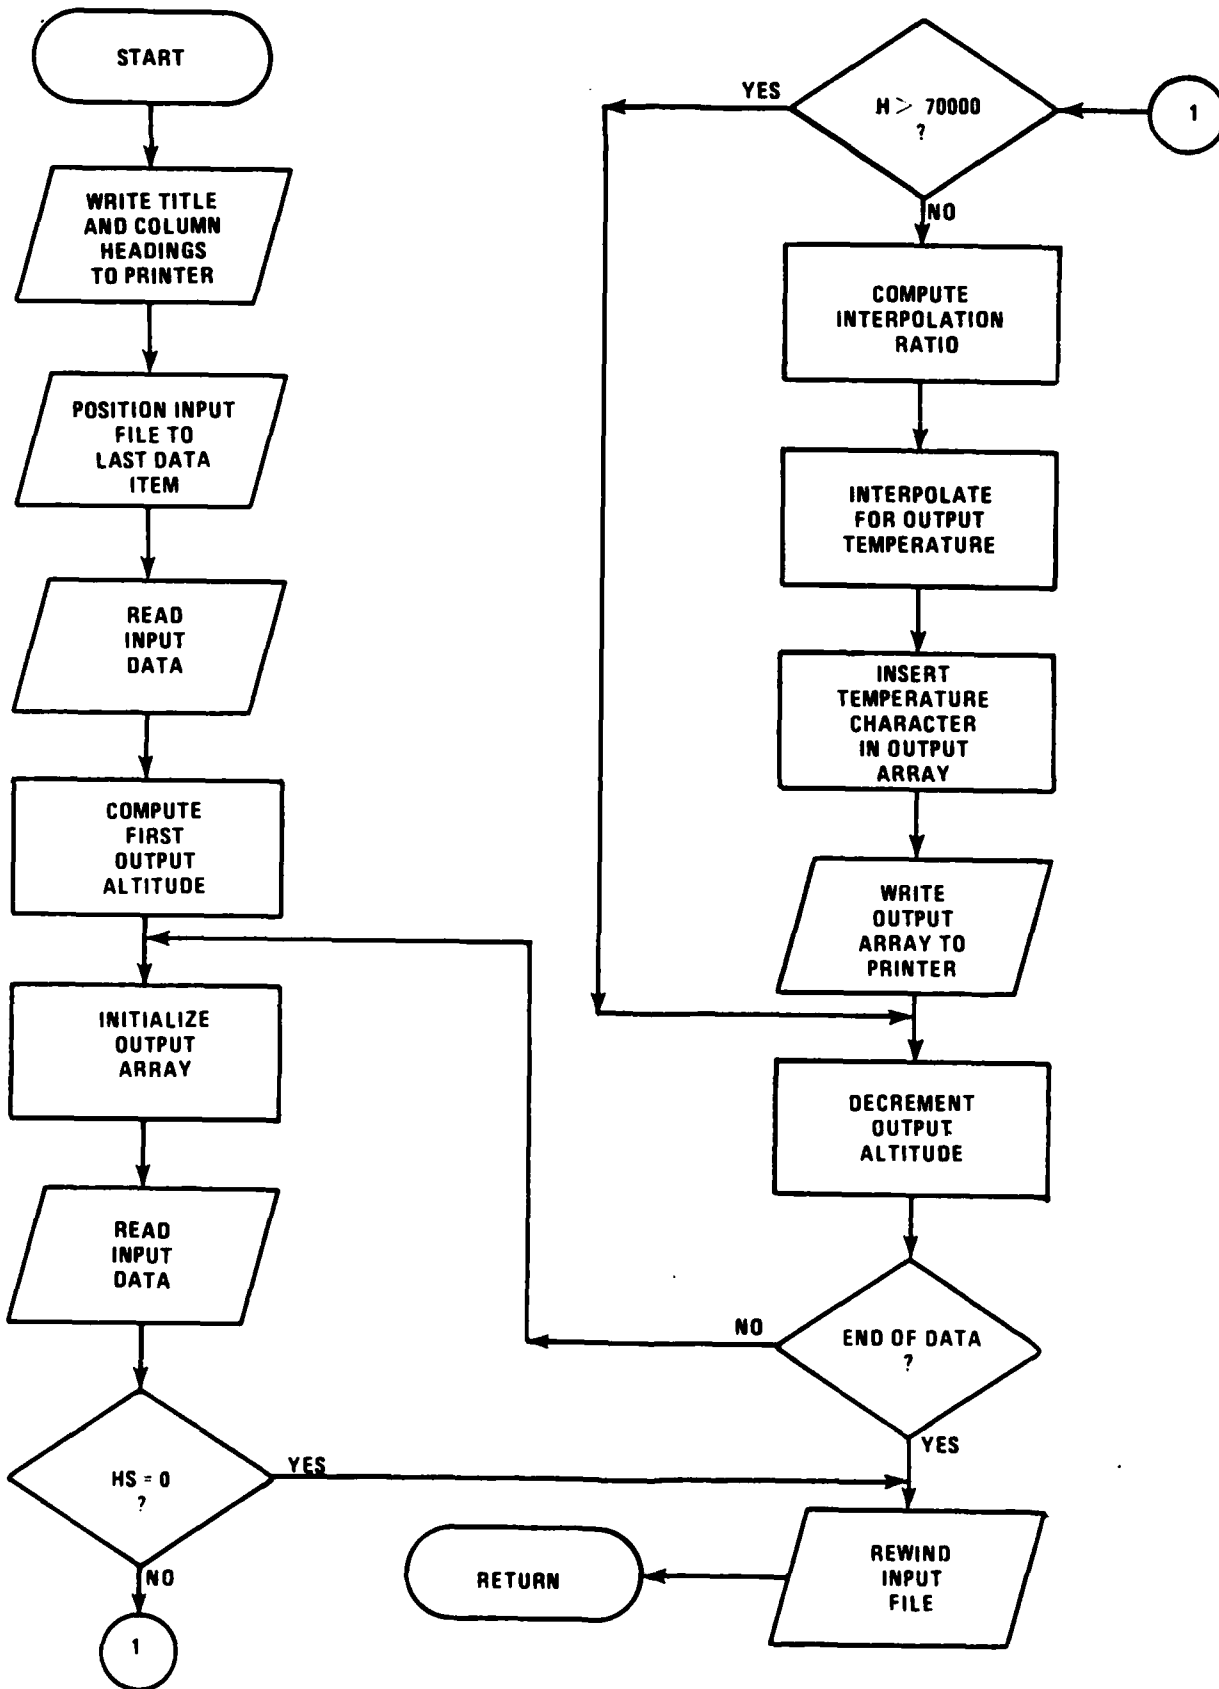 START
WRITE TITLE
AND COLUMN
HEADINGS
TO PRINTER
POSITION INPUT
FILE TO
LAST DATA
ITEM
READ
INPUT
DATA
COMPUTE
FIRST
OUTPUT
ALTITUDE
INITIALIZE
OUTPUT
ARRAY
READ
INPUT
DATA
HS = 0
?
YES
NO
1
1
H > 70000
?
YES
NO
COMPUTE
INTERPOLATION
RATIO
INTERPOLATE
FOR OUTPUT
TEMPERATURE
INSERT
TEMPERATURE
CHARACTER
IN OUTPUT
ARRAY
WRITE
OUTPUT
ARRAY TO
PRINTER
DECREMENT
OUTPUT
ALTITUDE
END OF DATA
?
NO
YES
REWIND
INPUT
FILE
RETURN